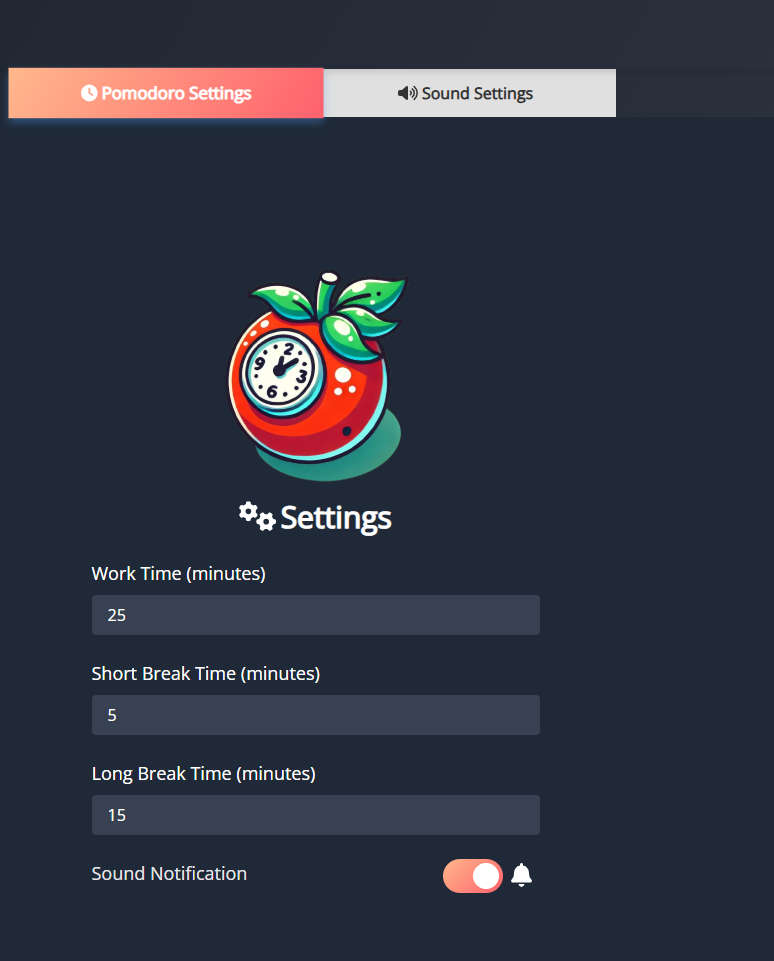 Pomodoro Settings
Sound Settings
2
9
3
6
Settings
Work Time (minutes)
25
Short Break Time (minutes)
5
Long Break Time (minutes)
15
Sound Notification